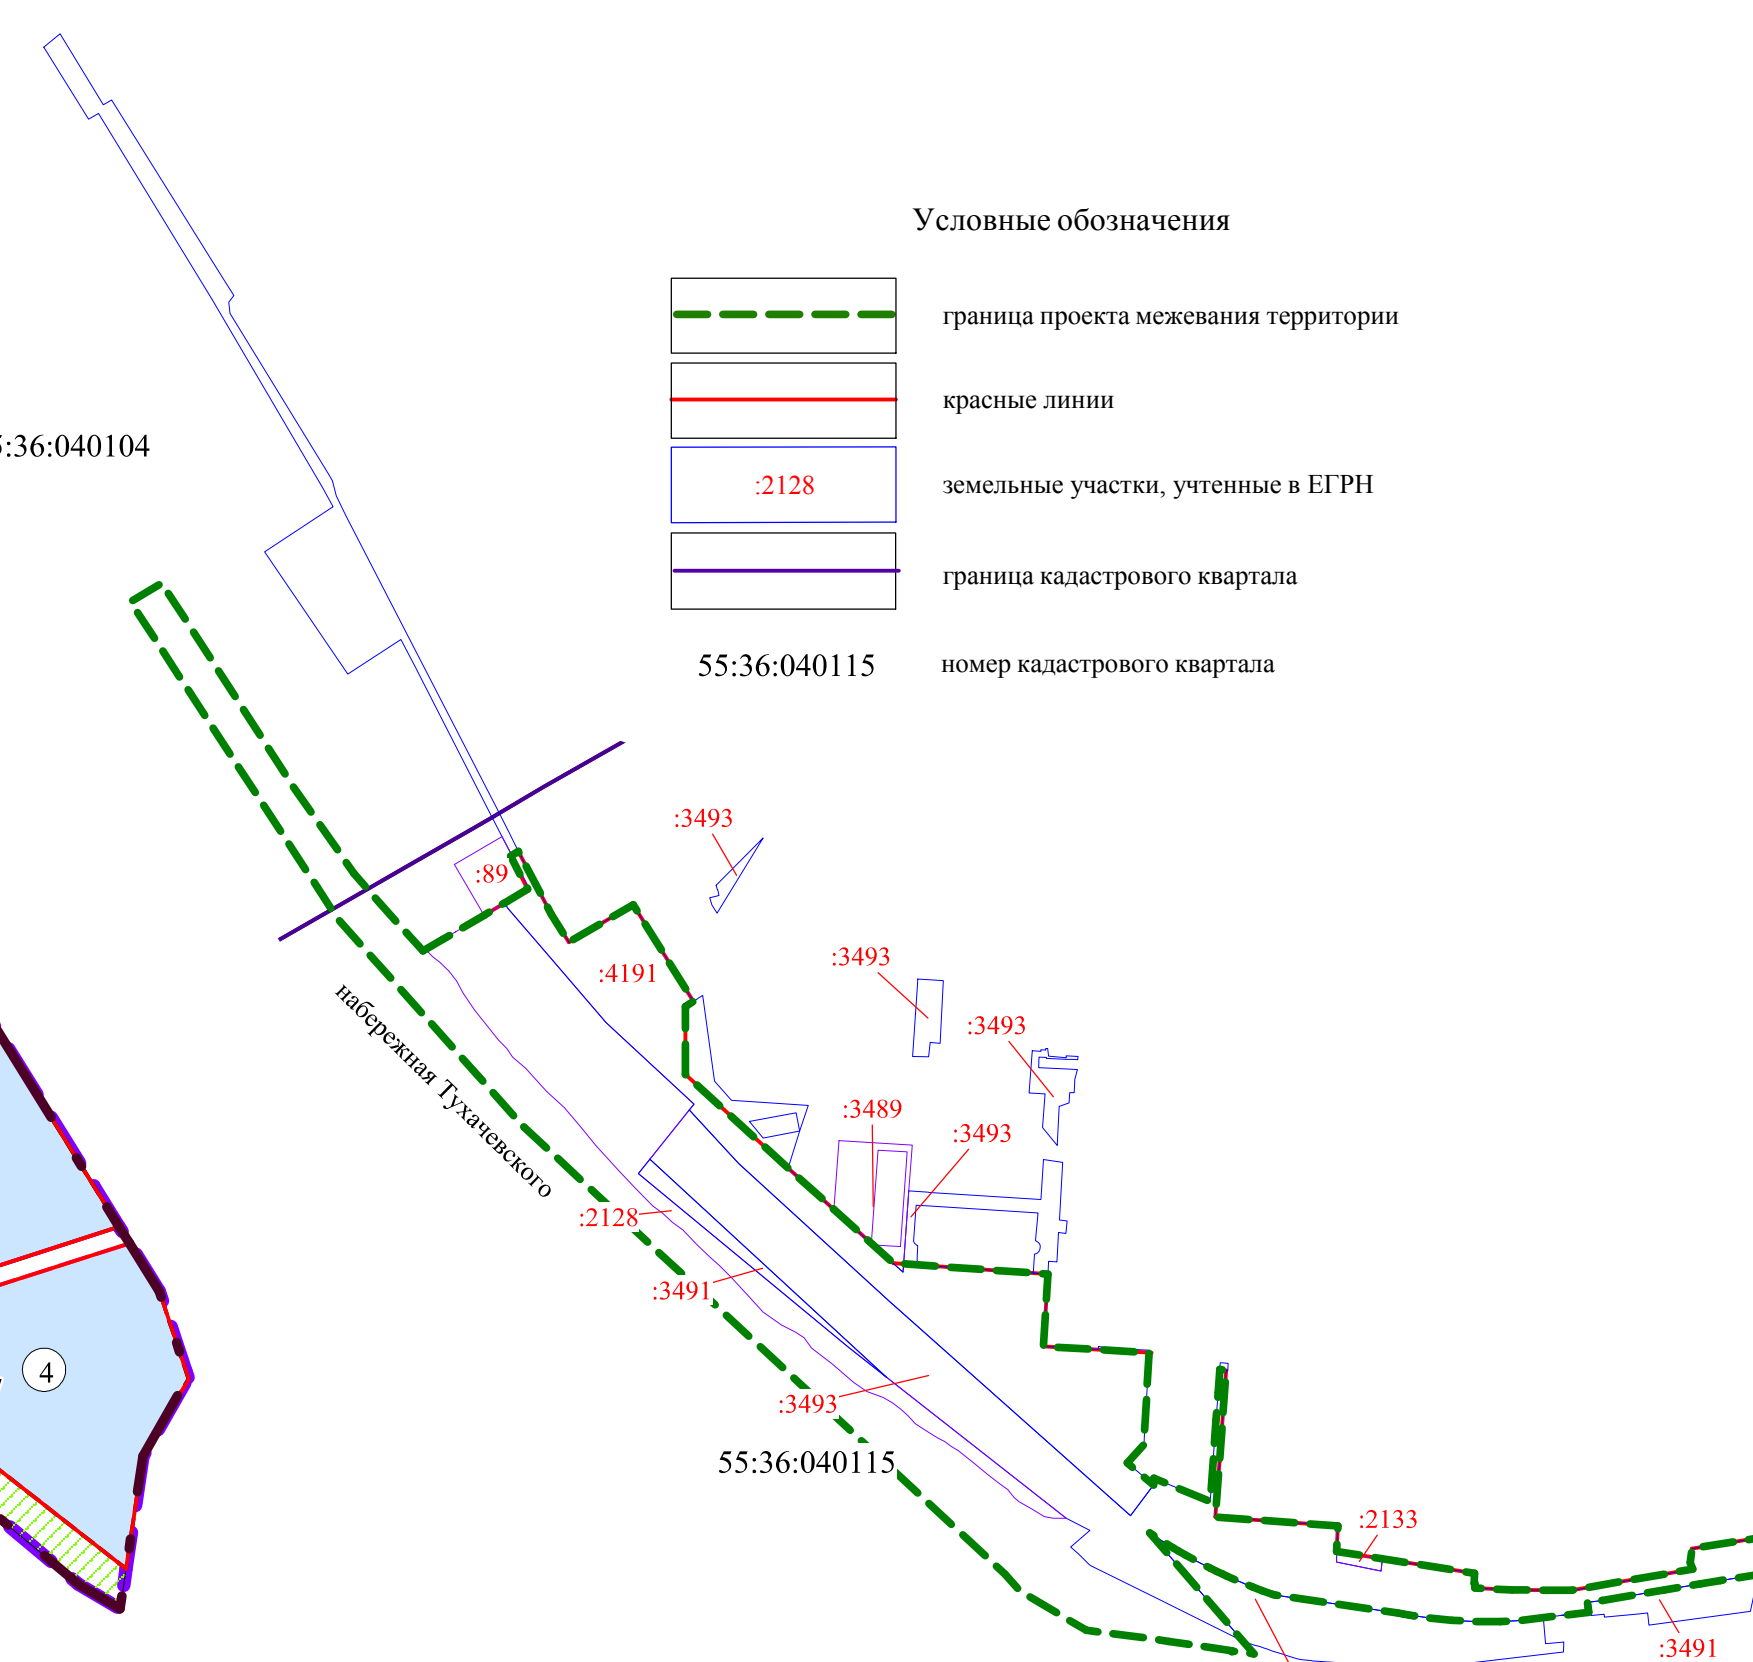 Условные обозначения
граница проекта межевания территории
красные линии
:2128
земельные участки, учтенные в ЕГРН
граница кадастрового квартала
55:36:040115
номер кадастрового квартала
:36:040104
:3493
:89
:4191
:3493
:3493
набережная Тухачевского
:3489
:3493
:2128
:3491
4
:3493
55:36:040115
:2133
:3491